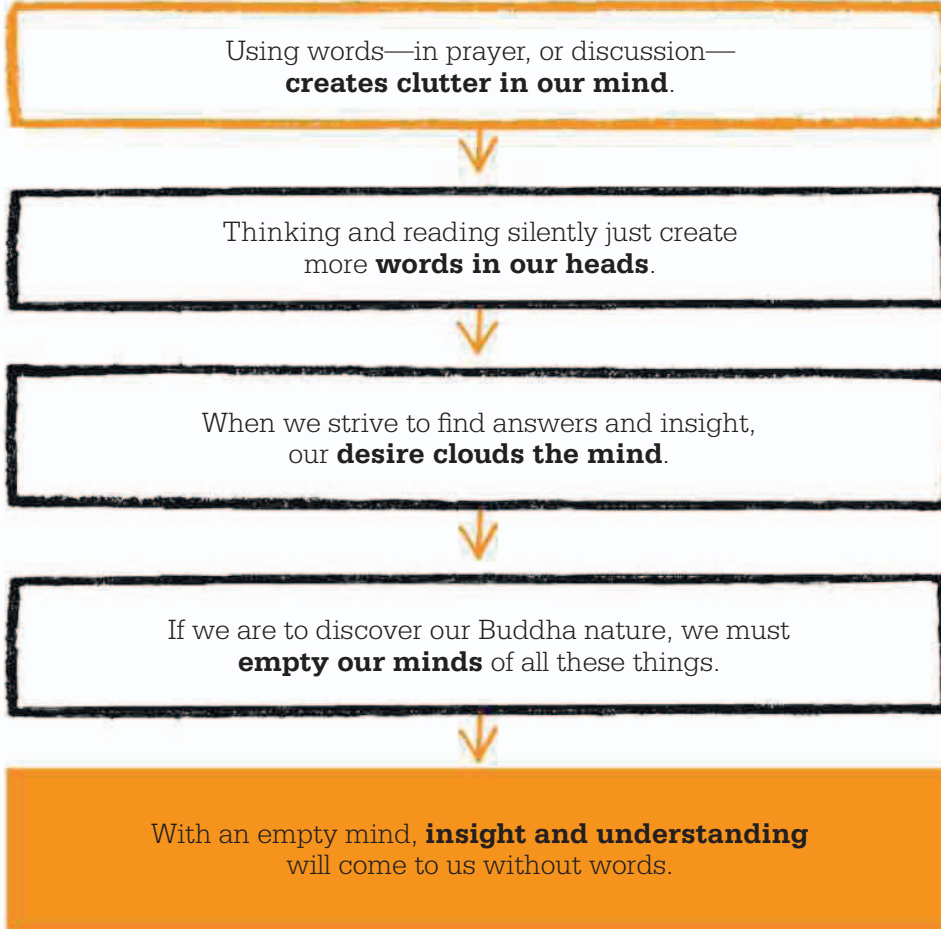 Using words—in prayer, or discussion—
creates clutter in our mind.
Thinking and reading silently just create
more words in our heads.
When we strive to find answers and insight,
our desire clouds the mind.
If we are to discover our Buddha nature, we must
empty our minds of all these things.
With an empty mind, insight and understanding
will come to us without words.